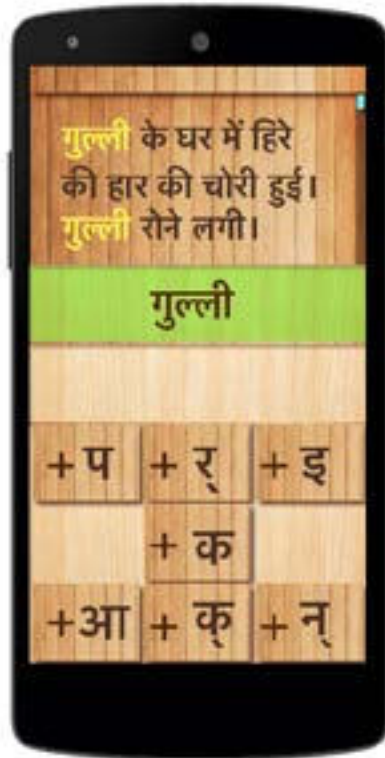 गुल्ली के घर में हिरे
की हार की चोरी हुई।
गुल्ली रोने लगी।
गुल्ली
+ प + र् + इ
+ क
+आ + क् + न्